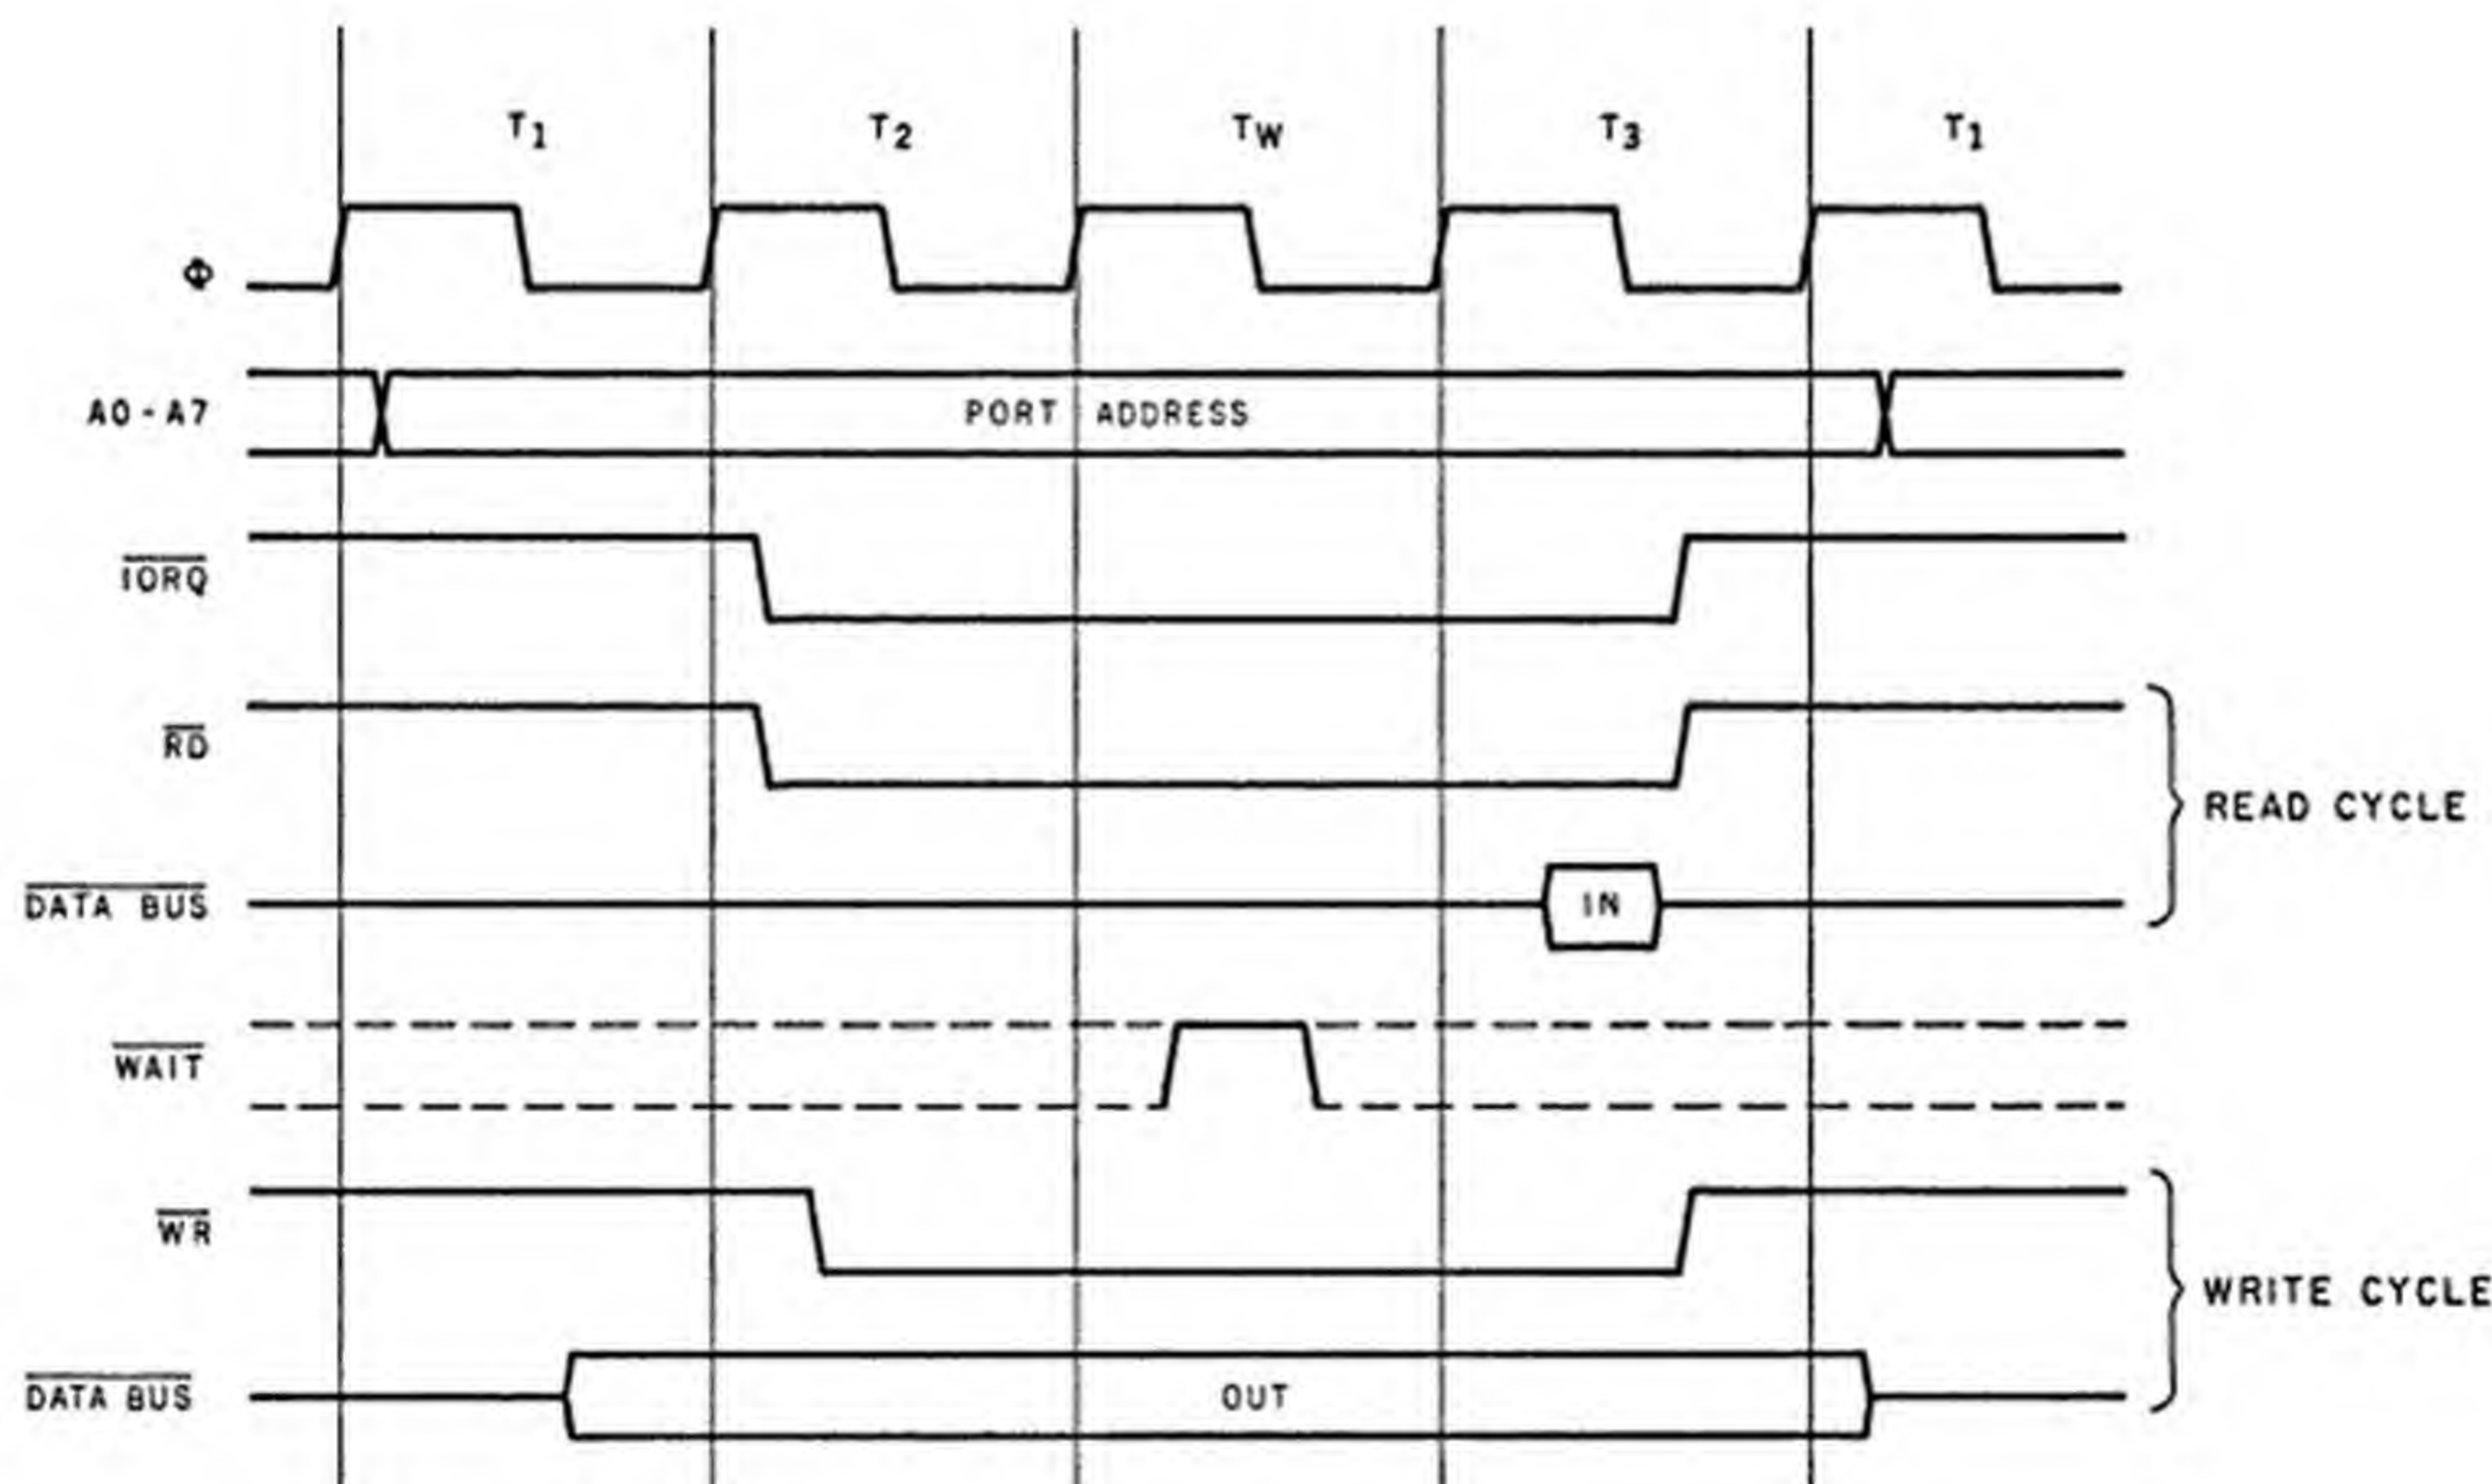 T1 T2 TW T3 T1
Φ
A0-A7 PORT ADDRESS
IORQ
RD
READ CYCLE
DATA BUS IN
WAIT
WR
WRITE CYCLE
DATA BUS OUT